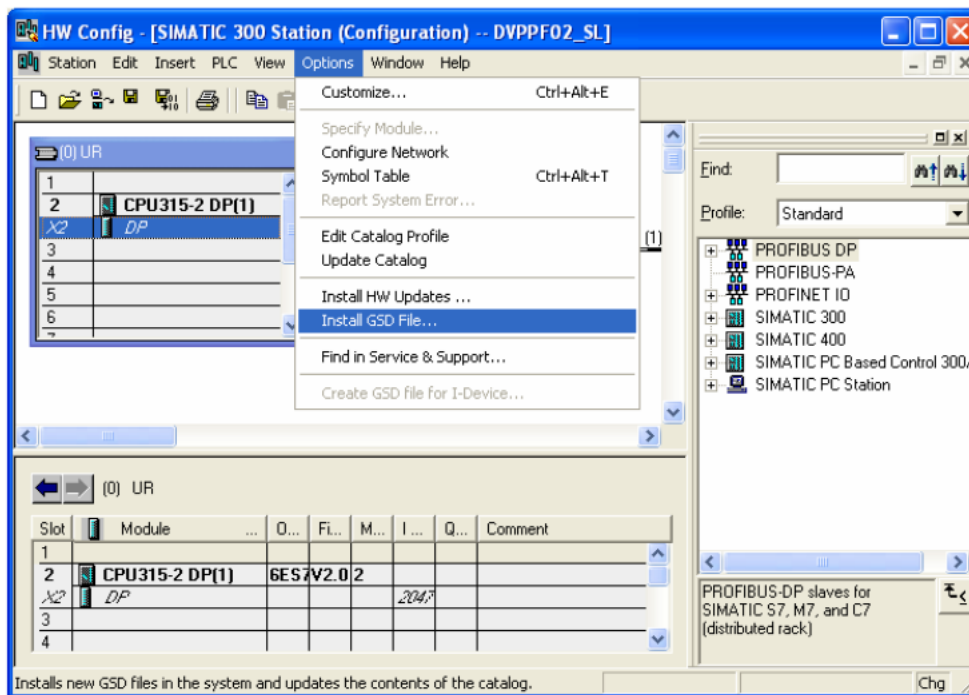 HW Config - [SIMATIC 300 Station (Configuration) -- DVPPF02_SL]
Station Edit Insert PLC View Options Window Help
Customize... Ctrl+Alt+E
Specify Module...
Configure Network
Symbol Table Ctrl+Alt+T
Report System Error...
Edit Catalog Profile
Update Catalog
Install HW Updates ...
Install GSD File...
Find in Service & Support...
Create GSD file for I-Device...
(0) UR
1
2 CPU315-2 DP(1)
X2 DP
3
4
5
6
(1)
Find:
Profile: Standard
PROFIBUS DP
PROFIBUS-PA
PROFINET IO
SIMATIC 300
SIMATIC 400
SIMATIC PC Based Control 300/
SIMATIC PC Station
(0) UR
Slot Module ... O... Fi... M... I ... Q... Comment
1
2 CPU315-2 DP(1) 6ES7 V2.0 2
X2 DP 2047
3
4
PROFIBUS-DP slaves for
SIMATIC S7, M7, and C7
(distributed rack)
Installs new GSD files in the system and updates the contents of the catalog. Chg